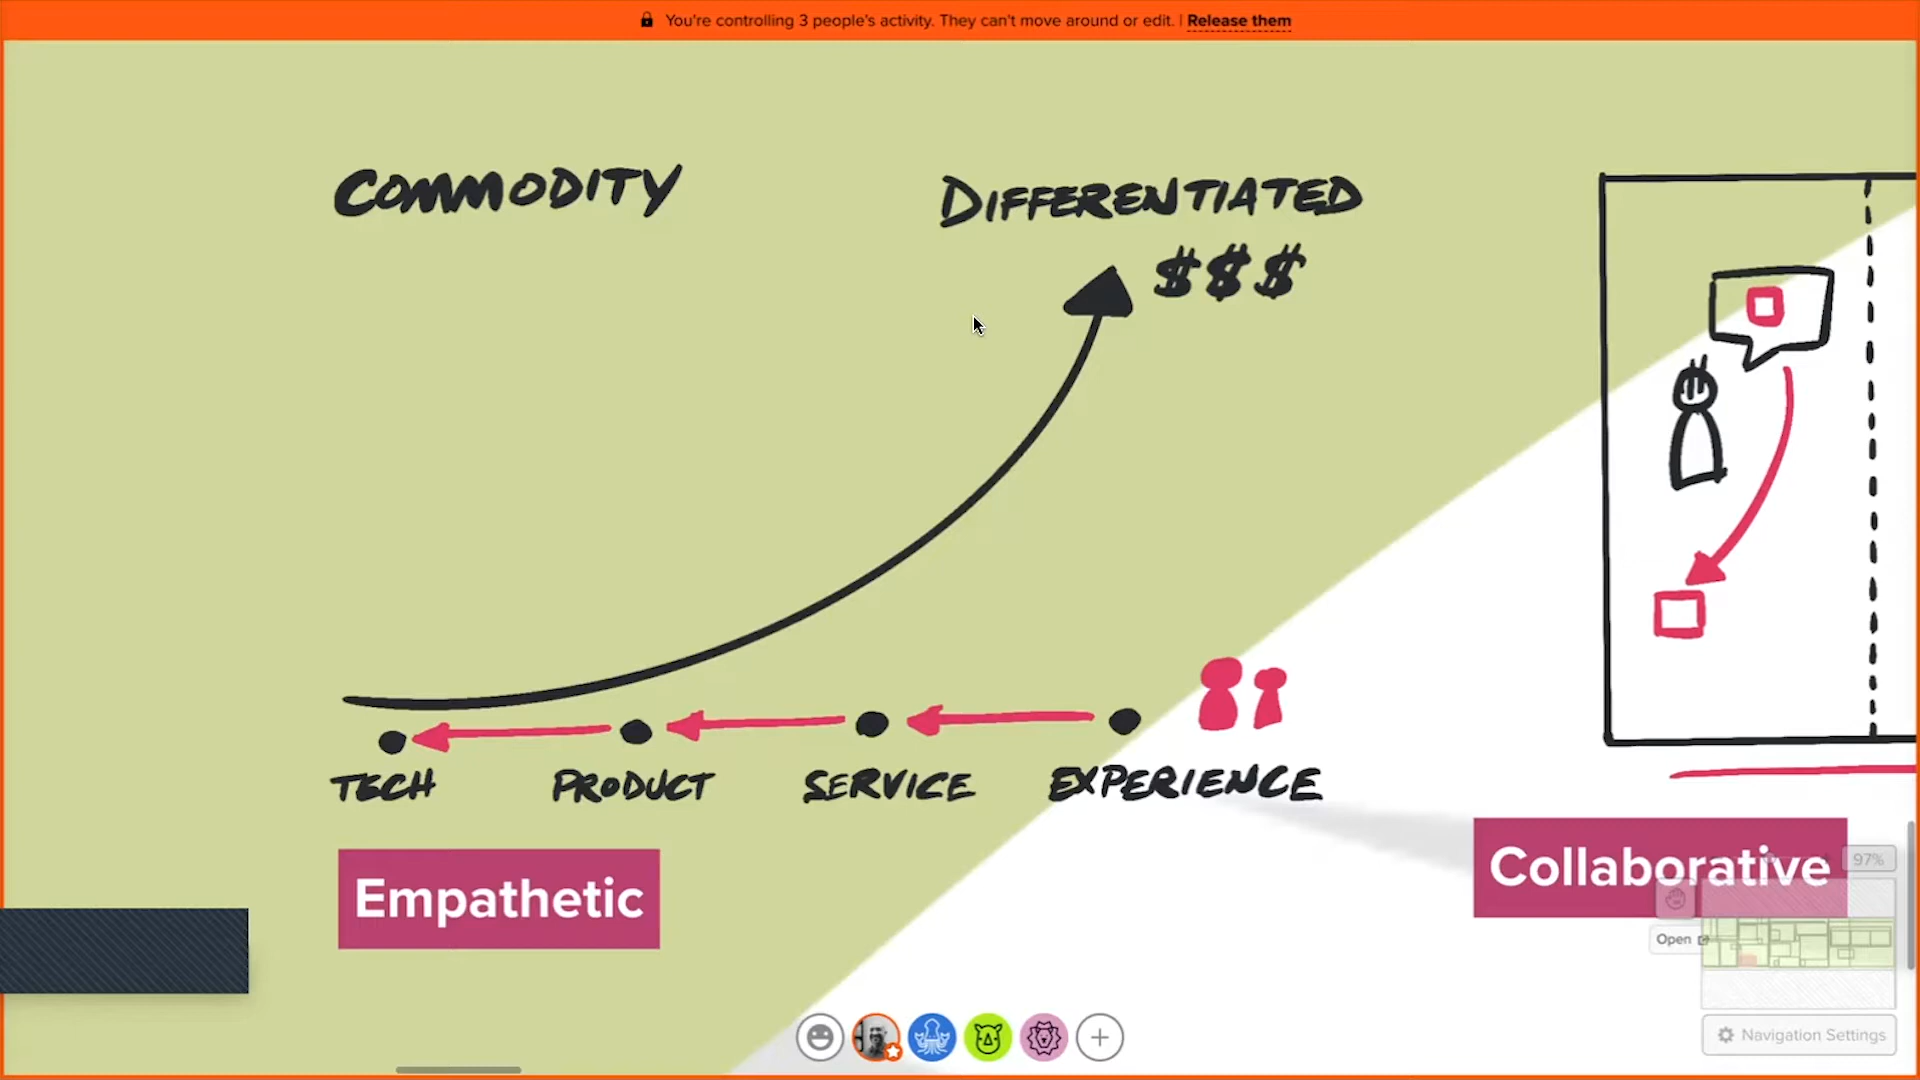 You're controlling 3 people's activity. They can't move around or edit. | Release them
COMMODITY
DIFFERENTIATED
$$$
TECH
PRODUCT
SERVICE
EXPERIENCE
Empathetic
Collaborative
97%
Open
Navigation Settings